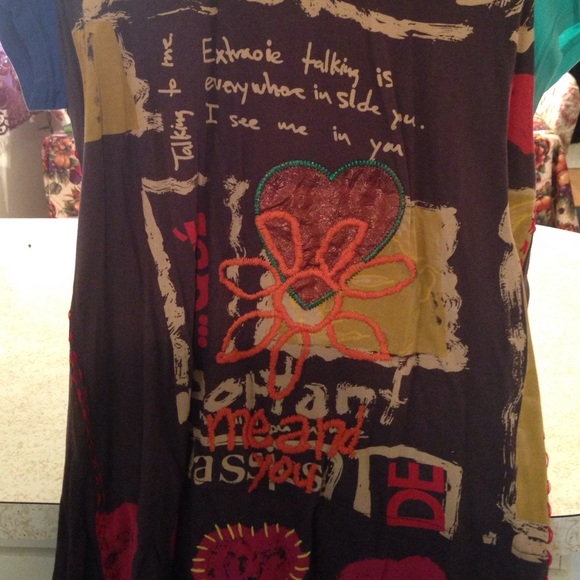 Talking to me
Extraoie talking is
everywhere inside you.
I see me in you
me and
you
DE